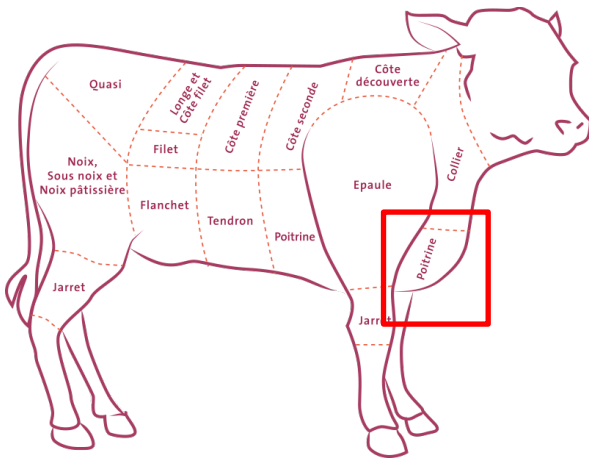 Quasi
Longe et
Côte filet
Côte première
Côte seconde
Côte
découverte
Filet
Noix,
Sous noix et
Noix pâtissière
Flanchet
Tendron
Poitrine
Epaule
Collier
Poitrine
Jarret
Jarret